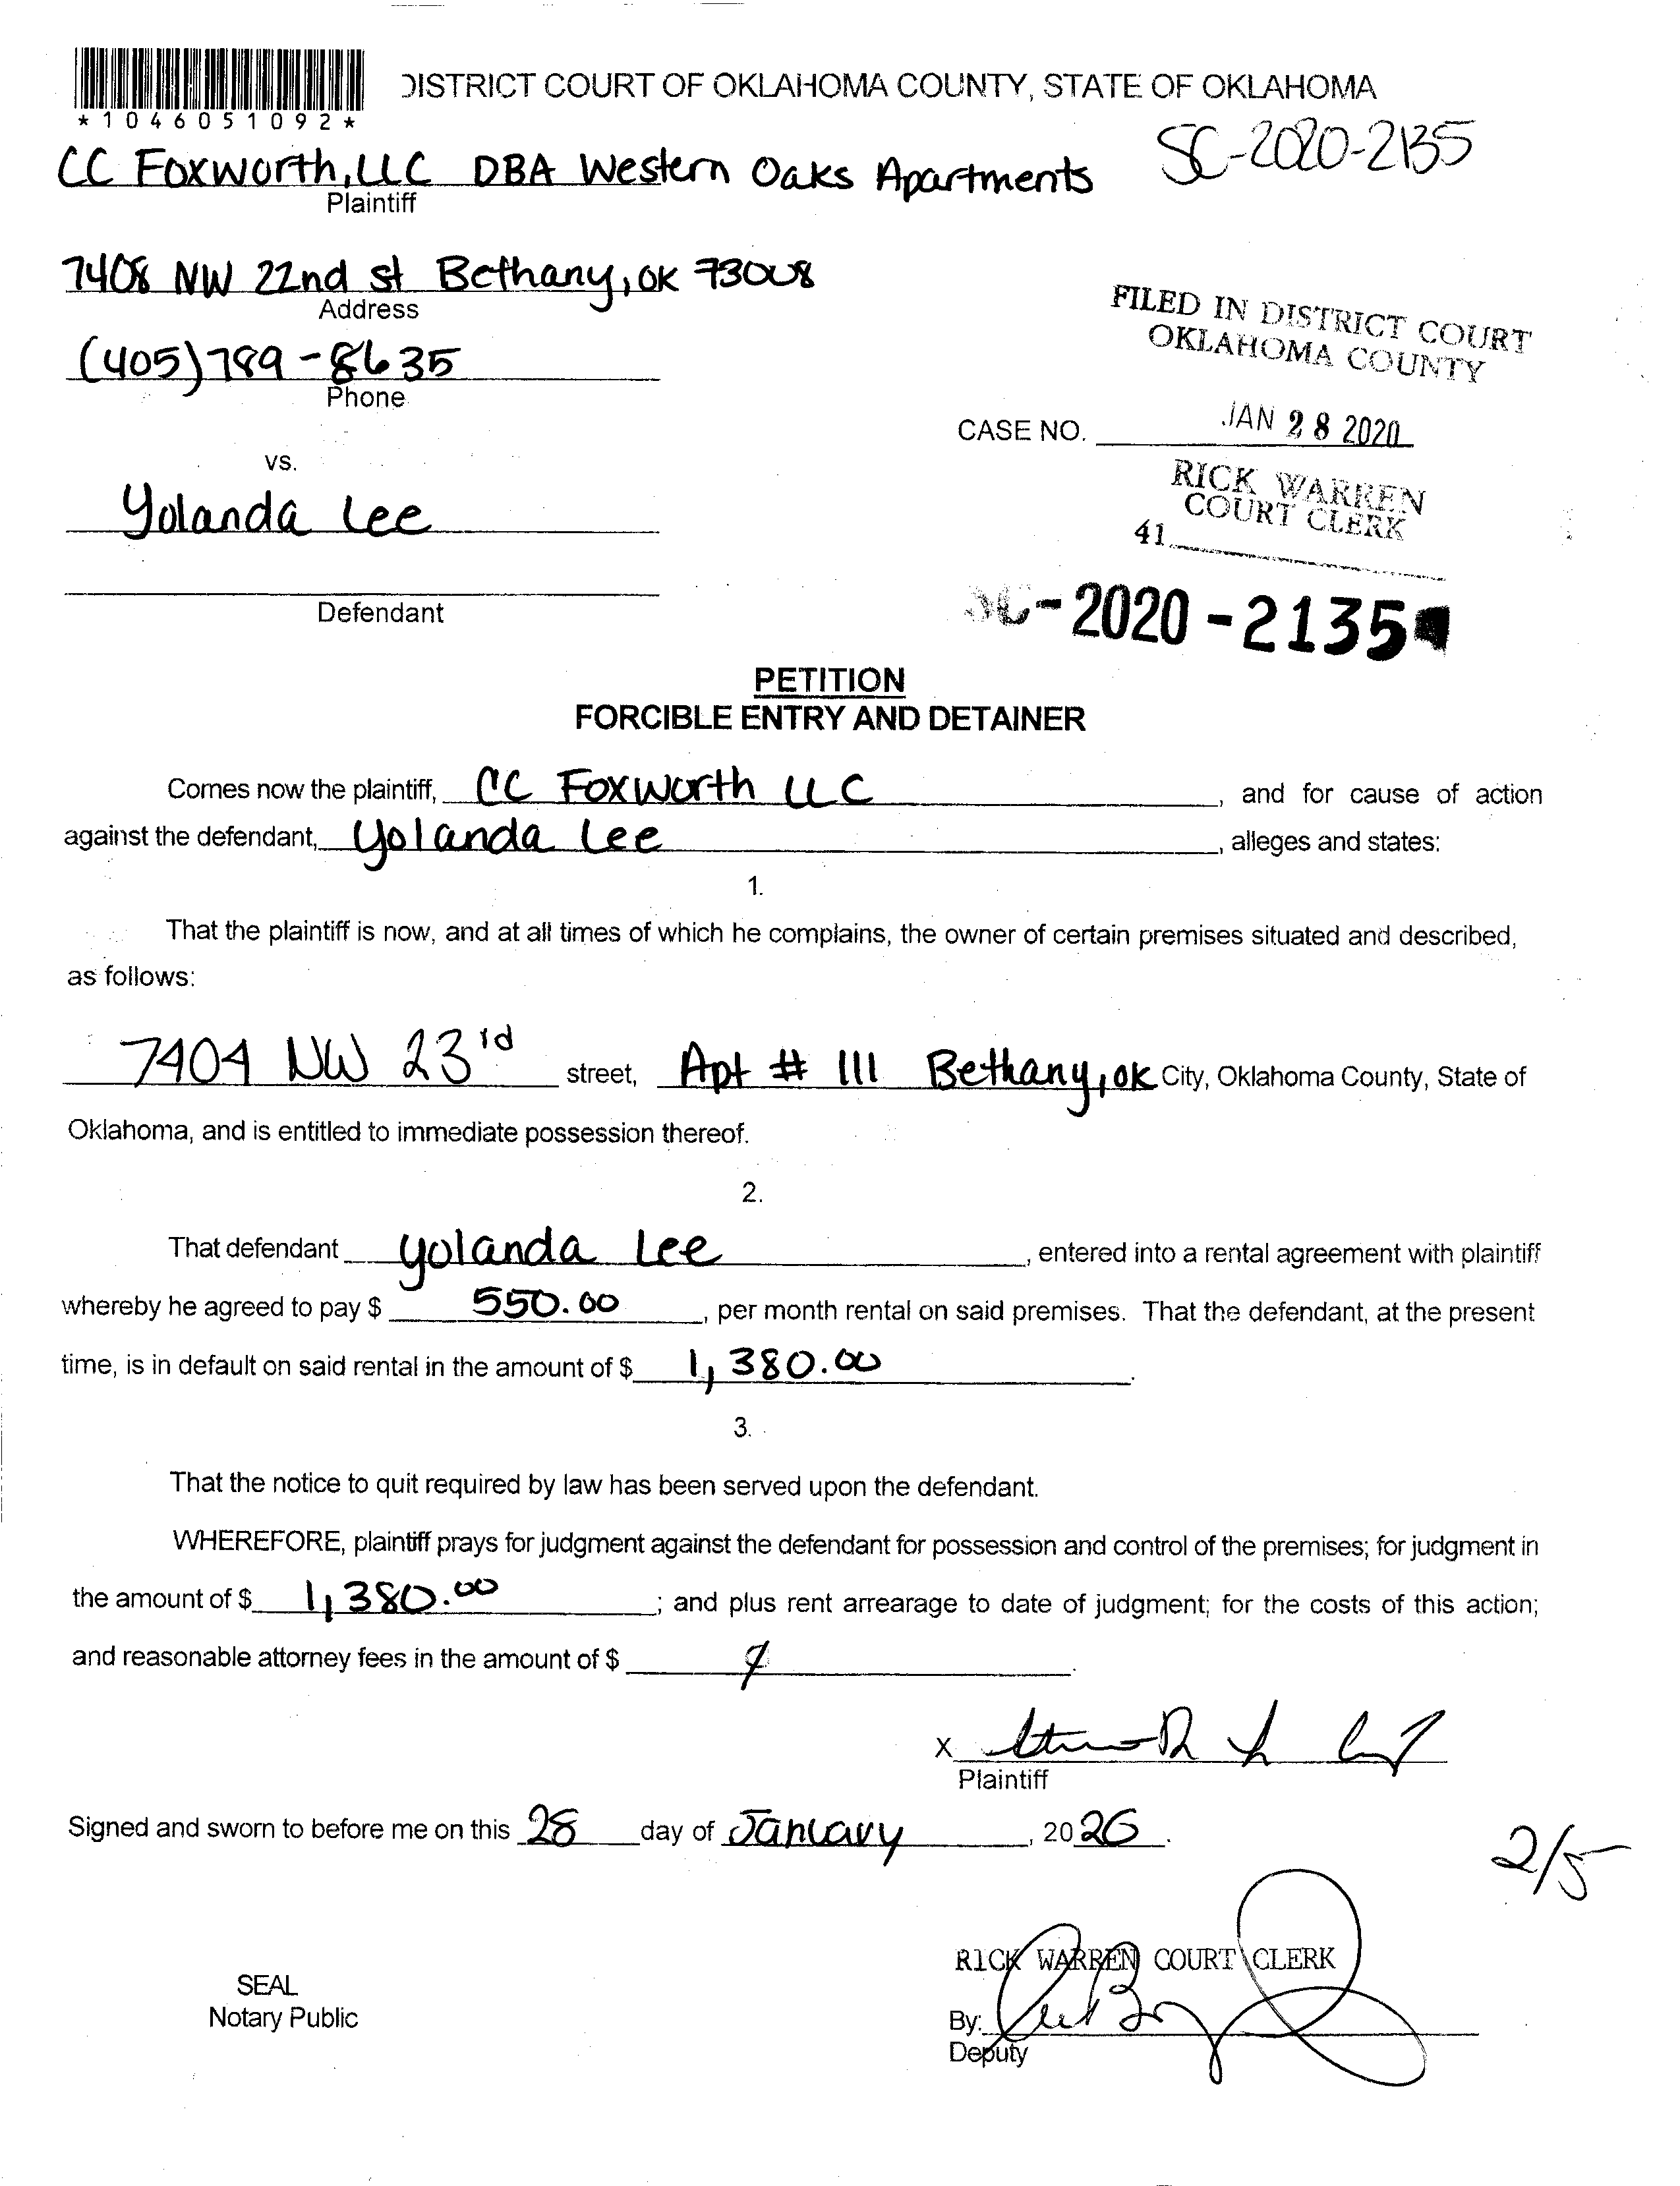 *1046051092*
DISTRICT COURT OF OKLAHOMA COUNTY, STATE OF OKLAHOMA
SC-2020-2135
CC Foxworth, LLC DBA Western Oaks Apartments
Plaintiff
7408 NW 22nd st Bethany, OK 73008
Address
FILED IN DISTRICT COURT
OKLAHOMA COUNTY
(405) 789-8635
Phone
CASE NO. JAN 28 2020
vs.
RICK WARREN
COURT CLERK
41
Yolanda Lee
Defendant
SC-2020-2135
PETITION
FORCIBLE ENTRY AND DETAINER
Comes now the plaintiff, CC Foxworth LLC, and for cause of action
against the defendant, Yolanda Lee, alleges and states:
1.
That the plaintiff is now, and at all times of which he complains, the owner of certain premises situated and described,
as follows:
7404 NW 23rd street, Apt # 111 Bethany, OK City, Oklahoma County, State of
Oklahoma, and is entitled to immediate possession thereof.
2.
That defendant Yolanda Lee, entered into a rental agreement with plaintiff
whereby he agreed to pay $ 550.00, per month rental on said premises. That the defendant, at the present
time, is in default on said rental in the amount of $ 1,380.00.
3.
That the notice to quit required by law has been served upon the defendant.
WHEREFORE, plaintiff prays for judgment against the defendant for possession and control of the premises; for judgment in
the amount of $ 1,380.00; and plus rent arrearage to date of judgment; for the costs of this action;
and reasonable attorney fees in the amount of $
X
Plaintiff
Signed and sworn to before me on this 28 day of January, 2020.
2/5
RICK WARREN COURT CLERK
SEAL
Notary Public
By:
Deputy